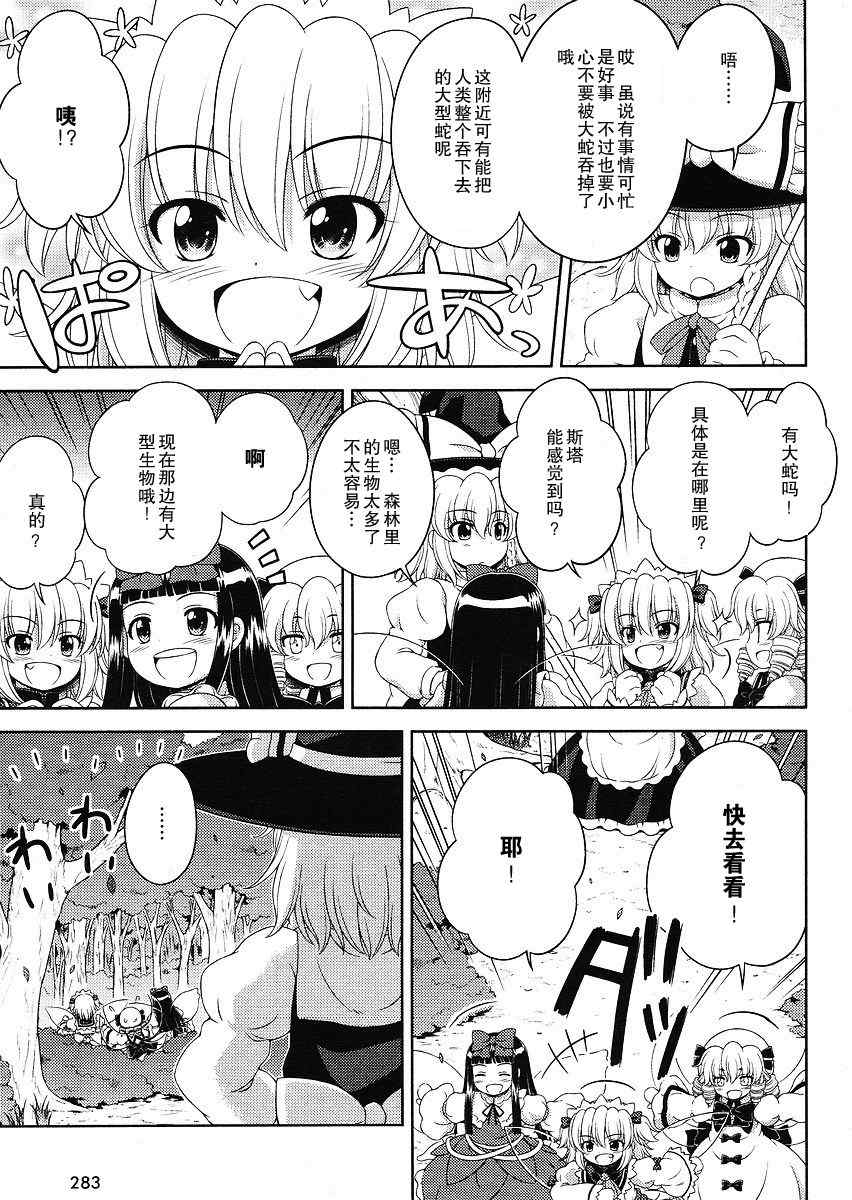 唔……
哎　虽说有事情可忙
是好事　不过也要小
心不要被大蛇吞掉了
哦
这附近可有能把
人类整个吞下去
的大型蛇呢
咦
!?
ぱあっ
有大蛇吗！
具体是在哪里呢？
斯塔
能感觉到吗？
嗯…　森林里
的生物太多了
不太容易…
啊
现在那边有大
型生物哦！
真的？
快去看看！
耶！
ダッ
……
わい
わい
283